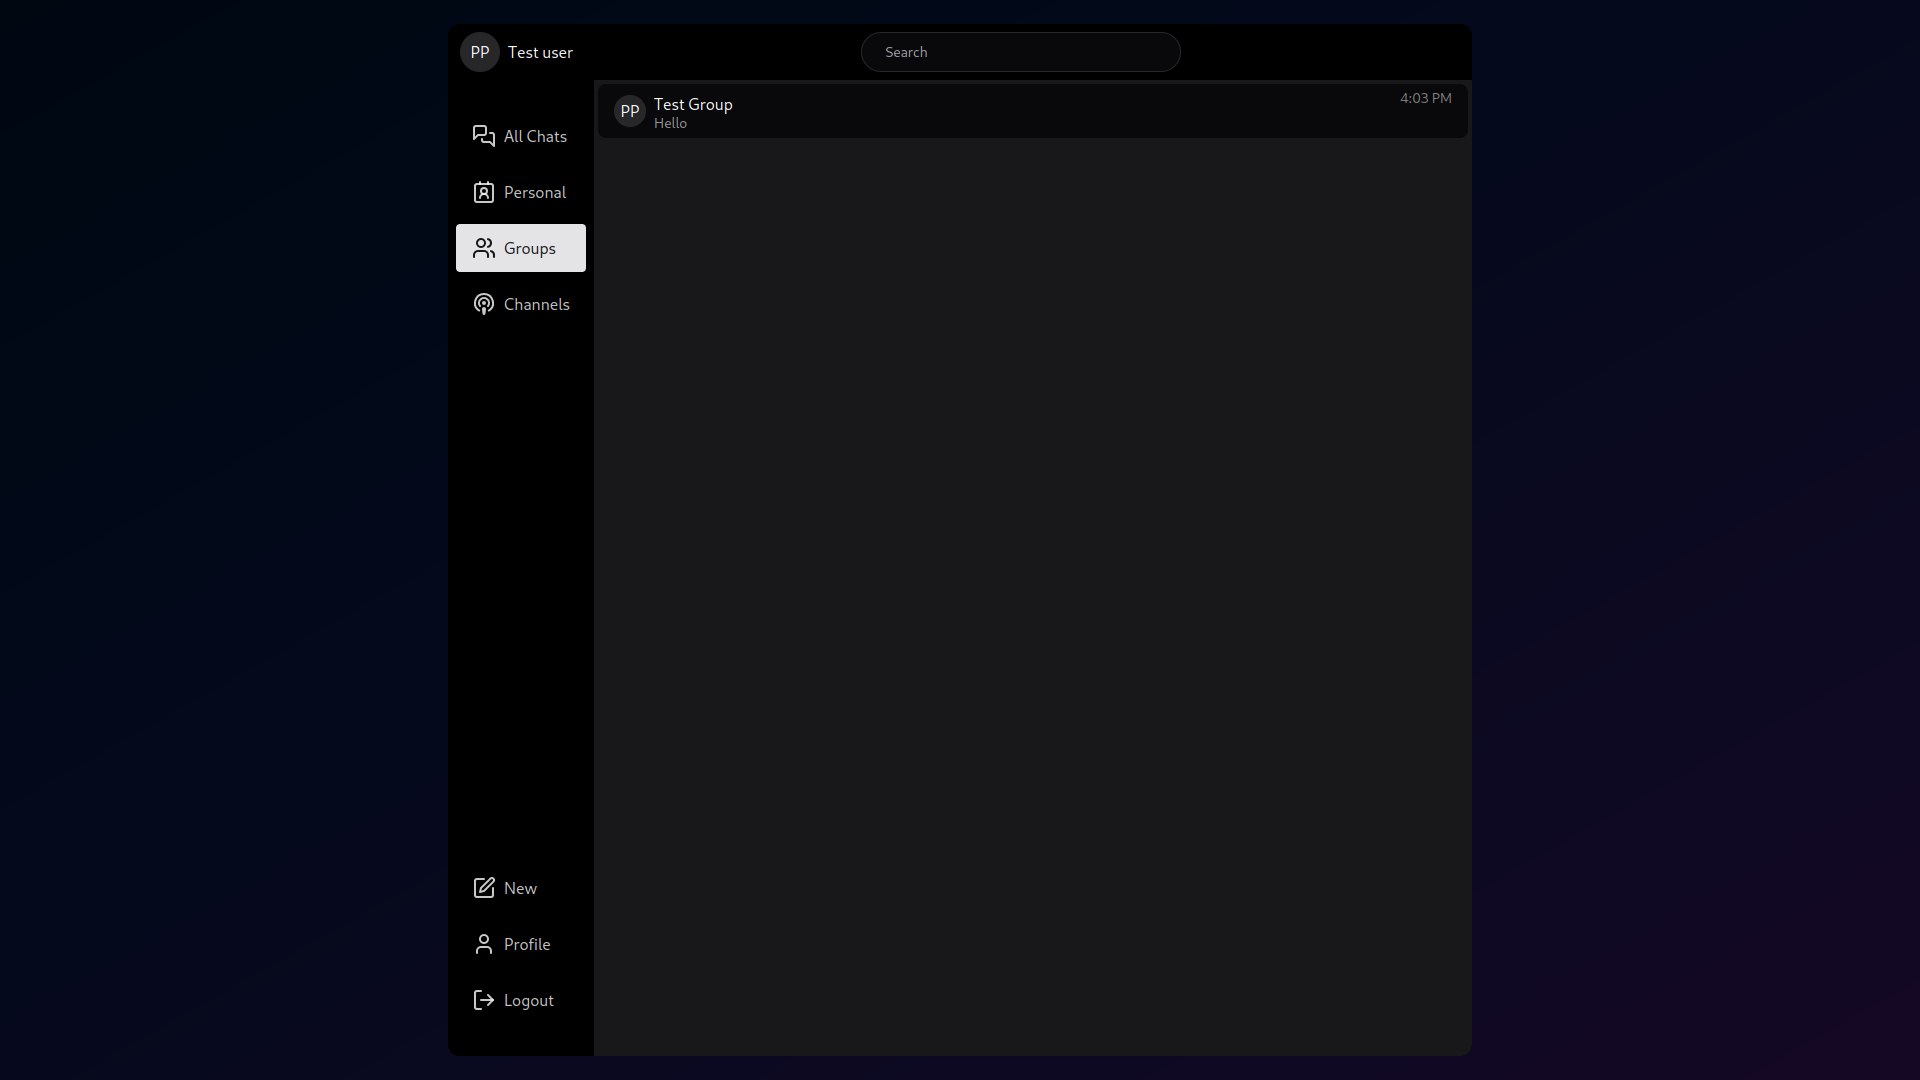 PP
Test user
Search
All Chats
Personal
Groups
Channels
PP
Test Group
4:03 PM
Hello
New
Profile
Logout